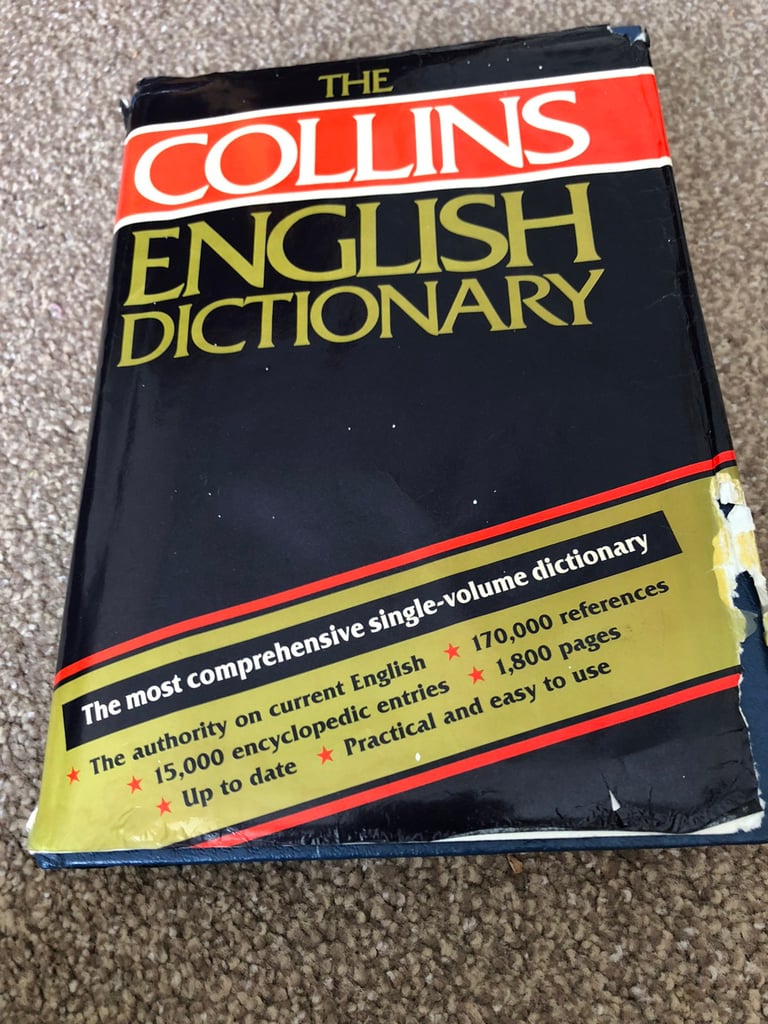 THE
COLLINS
ENGLISH
DICTIONARY
The most comprehensive single-volume dictionary
★ The authority on current English ★ 170,000 references
★ 15,000 encyclopedic entries ★ 1,800 pages
★ Up to date ★ Practical and easy to use